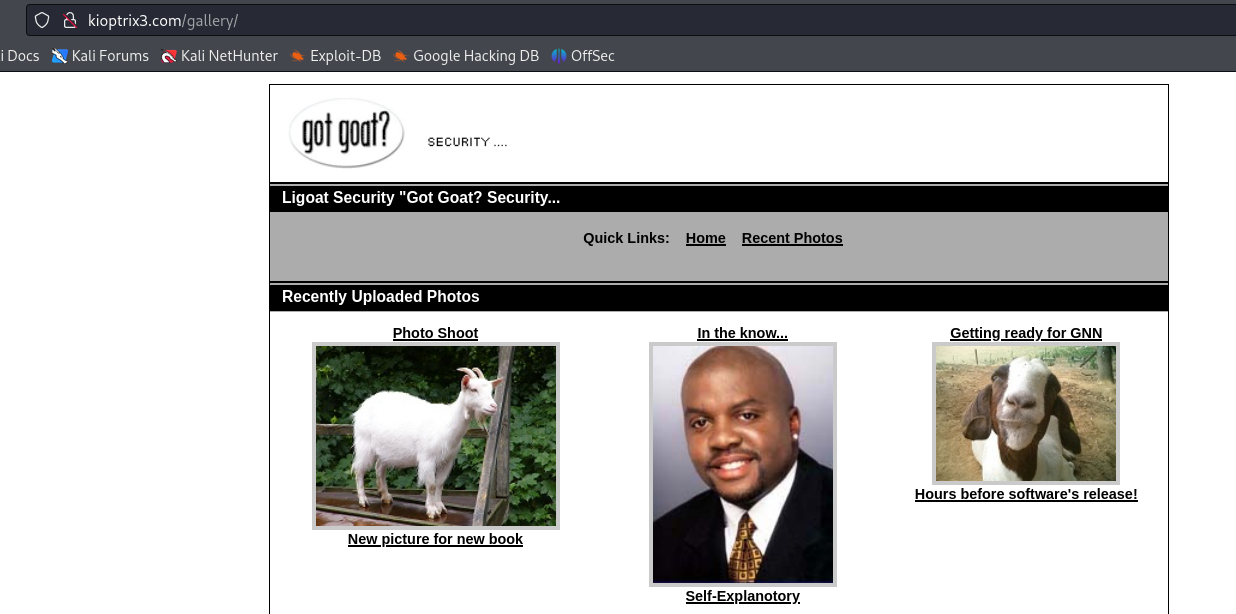 kioptrix3.com/gallery/
i Docs Kali Forums Kali NetHunter Exploit-DB Google Hacking DB OffSec
got goat?
SECURITY ....
Ligoat Security "Got Goat? Security...
Quick Links: Home Recent Photos
Recently Uploaded Photos
Photo Shoot In the know... Getting ready for GNN
Hours before software's release!
New picture for new book
Self-Explanotory